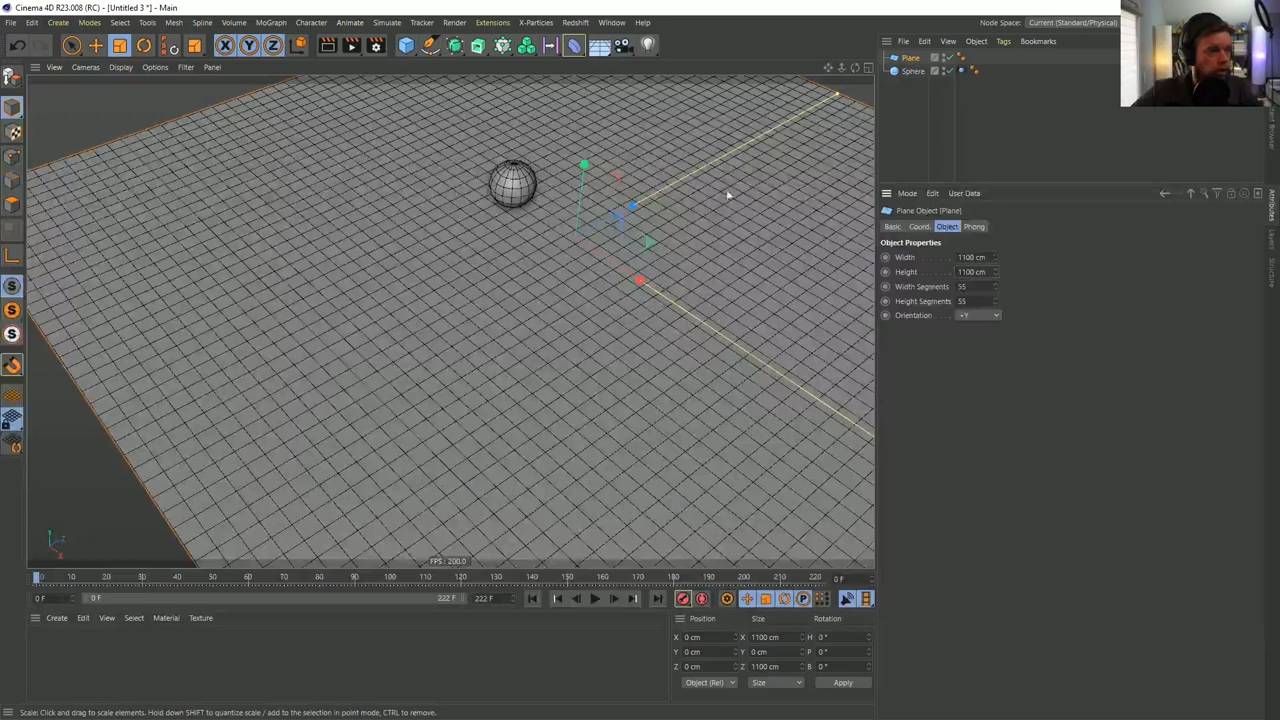 Cinema 4D R23.008 (RC) - [Untitled 3 *] - Main
File Edit Create Modes Select Tools Mesh Spline Volume MoGraph Character Animate Simulate Tracker Render Extensions X-Particles Redshift Window Help
Node Space: Current (Standard/Physical)
X Y Z
File Edit View Object Tags Bookmarks
View Cameras Display Options Filter Panel
Plane
Sphere
Attributes
Layers
Structure
Mode Edit User Data
Plane Object [Plane]
Basic Coord. Object Phong
Object Properties
Width 1100 cm
Height 1100 cm
Width Segments 55
Height Segments 55
Orientation +Y
FPS : 200.0
0 10 20 30 40 50 60 70 80 90 100 110 120 130 140 150 160 170 180 190 200 210 220 0 F
0 F 0 F 222 F 222 F
Create Edit View Select Material Texture
Position Size Rotation
X 0 cm X 1100 cm H 0 °
Y 0 cm Y 0 cm P 0 °
Z 0 cm Z 1100 cm B 0 °
Object (Rel) Size Apply
Scale: Click and drag to scale elements. Hold down SHIFT to quantize scale / add to the selection in point mode, CTRL to remove.